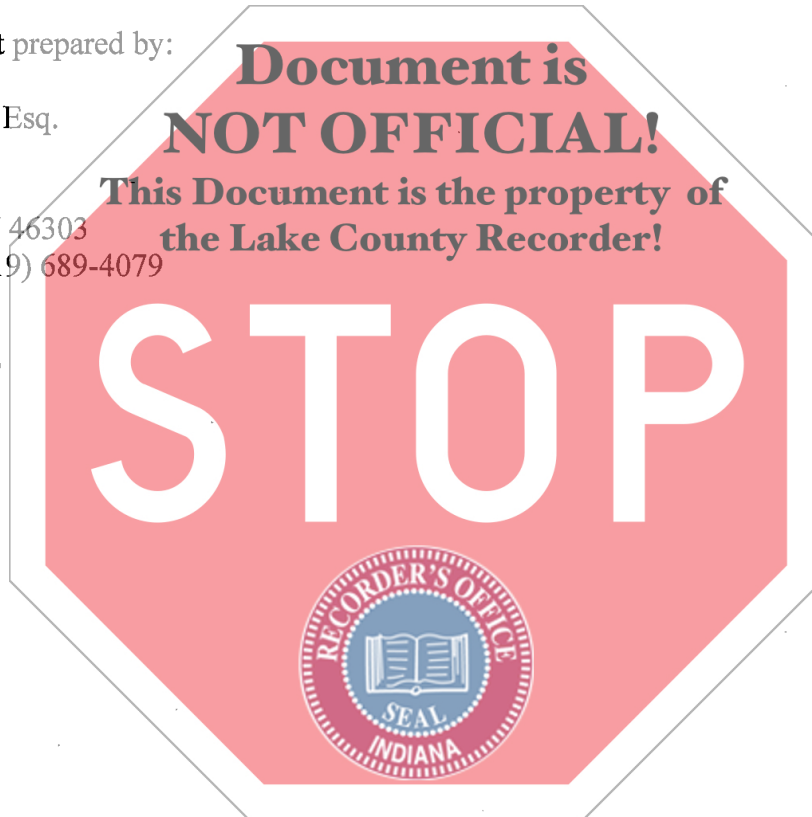 prepared by:
Document is
Esq.
NOT OFFICIAL!
This Document is the property of
46303
the Lake County Recorder!
689-4079
STOP
RECORDER'S OFFICE
SEAL
INDIANA